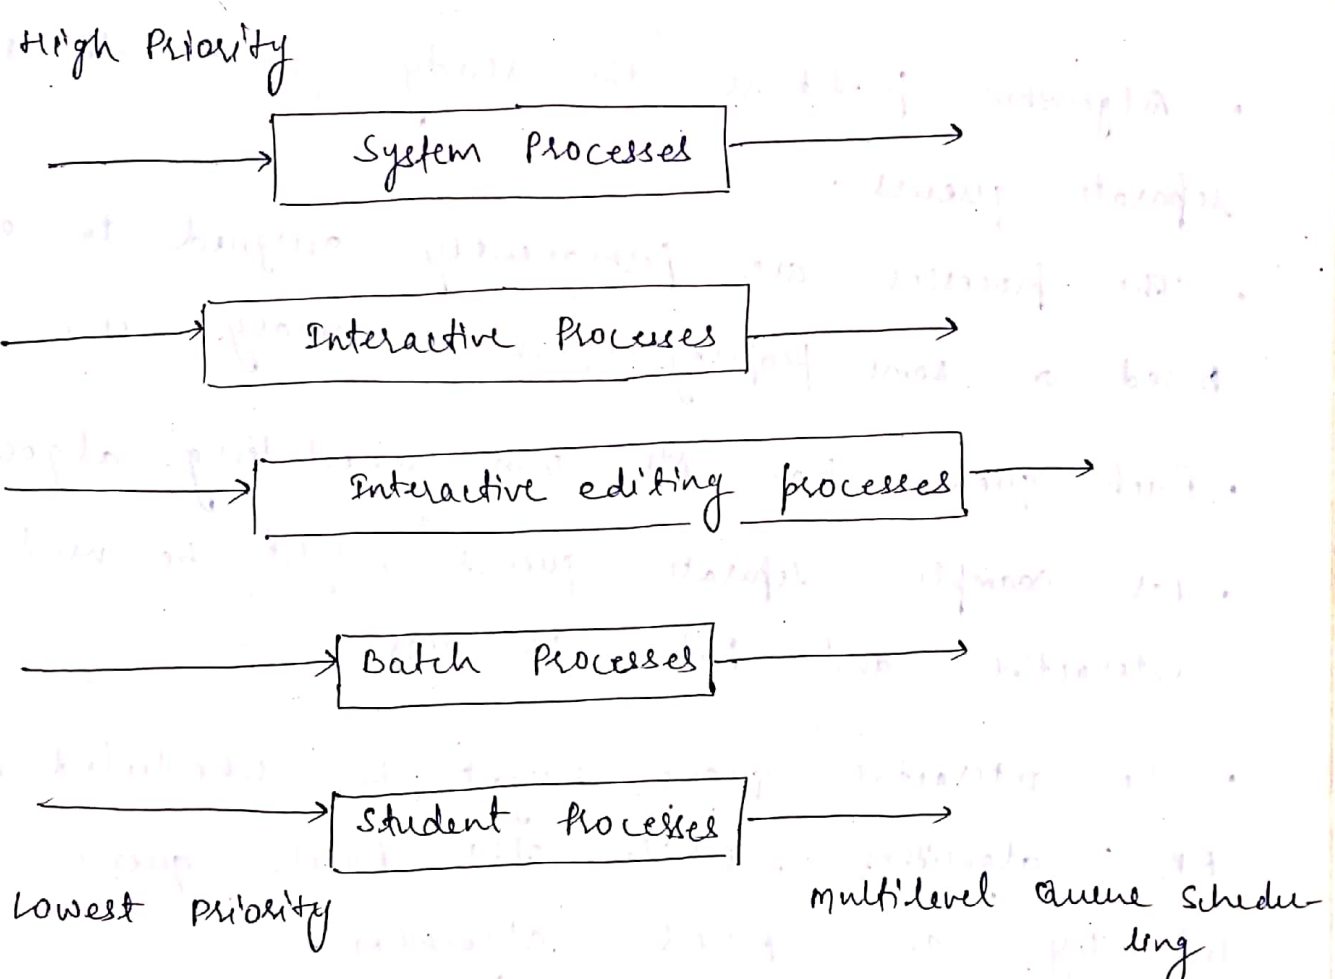 High Priority
System Processes
Interactive Processes
Interactive editing processes
Batch Processes
Student Processes
Lowest Priority
Multilevel Queue Schedu-
ling